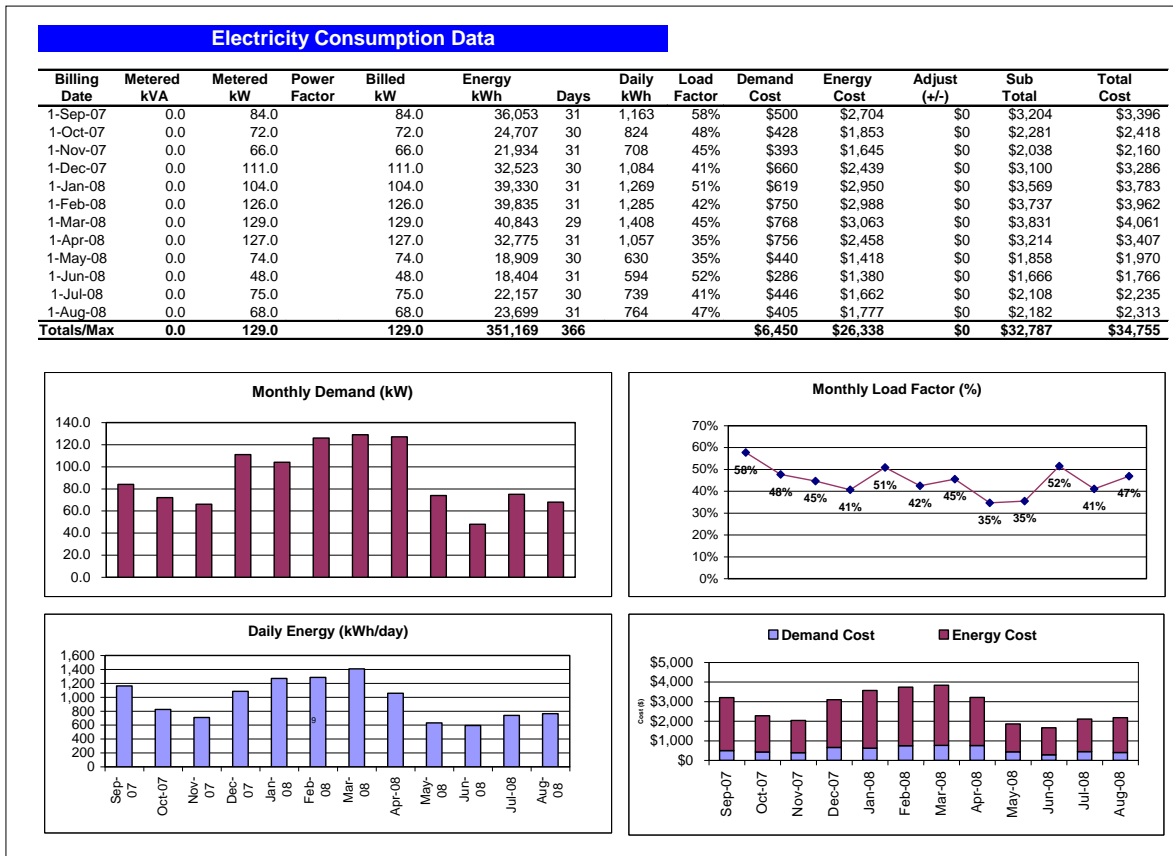 Electricity Consumption Data
Billing Metered Metered Power Billed Energy Daily Load Demand Energy Adjust Sub Total
Date kVA kW Factor kW kWh Days kWh Factor Cost Cost (+/-) Total Cost
1-Sep-07 0.0 84.0 84.0 36,053 31 1,163 58% $500 $2,704 $0 $3,204 $3,396
1-Oct-07 0.0 72.0 72.0 24,707 30 824 48% $428 $1,853 $0 $2,281 $2,418
1-Nov-07 0.0 66.0 66.0 21,934 31 708 45% $393 $1,645 $0 $2,038 $2,160
1-Dec-07 0.0 111.0 111.0 32,523 30 1,084 41% $660 $2,439 $0 $3,100 $3,286
1-Jan-08 0.0 104.0 104.0 39,330 31 1,269 51% $619 $2,950 $0 $3,569 $3,783
1-Feb-08 0.0 126.0 126.0 39,835 31 1,285 42% $750 $2,988 $0 $3,737 $3,962
1-Mar-08 0.0 129.0 129.0 40,843 29 1,408 45% $768 $3,063 $0 $3,831 $4,061
1-Apr-08 0.0 127.0 127.0 32,775 31 1,057 35% $756 $2,458 $0 $3,214 $3,407
1-May-08 0.0 74.0 74.0 18,909 30 630 35% $440 $1,418 $0 $1,858 $1,970
1-Jun-08 0.0 48.0 48.0 18,404 31 594 52% $286 $1,380 $0 $1,666 $1,766
1-Jul-08 0.0 75.0 75.0 22,157 30 739 41% $446 $1,662 $0 $2,108 $2,235
1-Aug-08 0.0 68.0 68.0 23,699 31 764 47% $405 $1,777 $0 $2,182 $2,313
Totals/Max 0.0 129.0 129.0 351,169 366 $6,450 $26,338 $0 $32,787 $34,755
Monthly Demand (kW)
140.0
120.0
100.0
80.0
60.0
40.0
20.0
0.0
Monthly Load Factor (%)
70%
60%
50%
40%
30%
20%
10%
0%
58% 48% 45% 41% 51% 42% 45% 35% 35% 52% 41% 47%
Daily Energy (kWh/day)
1,600
1,400
1,200
1,000
800
600
400
200
0
9
Sep-07 Oct-07 Nov-07 Dec-07 Jan-08 Feb-08 Mar-08 Apr-08 May-08 Jun-08 Jul-08 Aug-08
Demand Cost Energy Cost
Cost ($)
$5,000
$4,000
$3,000
$2,000
$1,000
$0
Sep-07 Oct-07 Nov-07 Dec-07 Jan-08 Feb-08 Mar-08 Apr-08 May-08 Jun-08 Jul-08 Aug-08